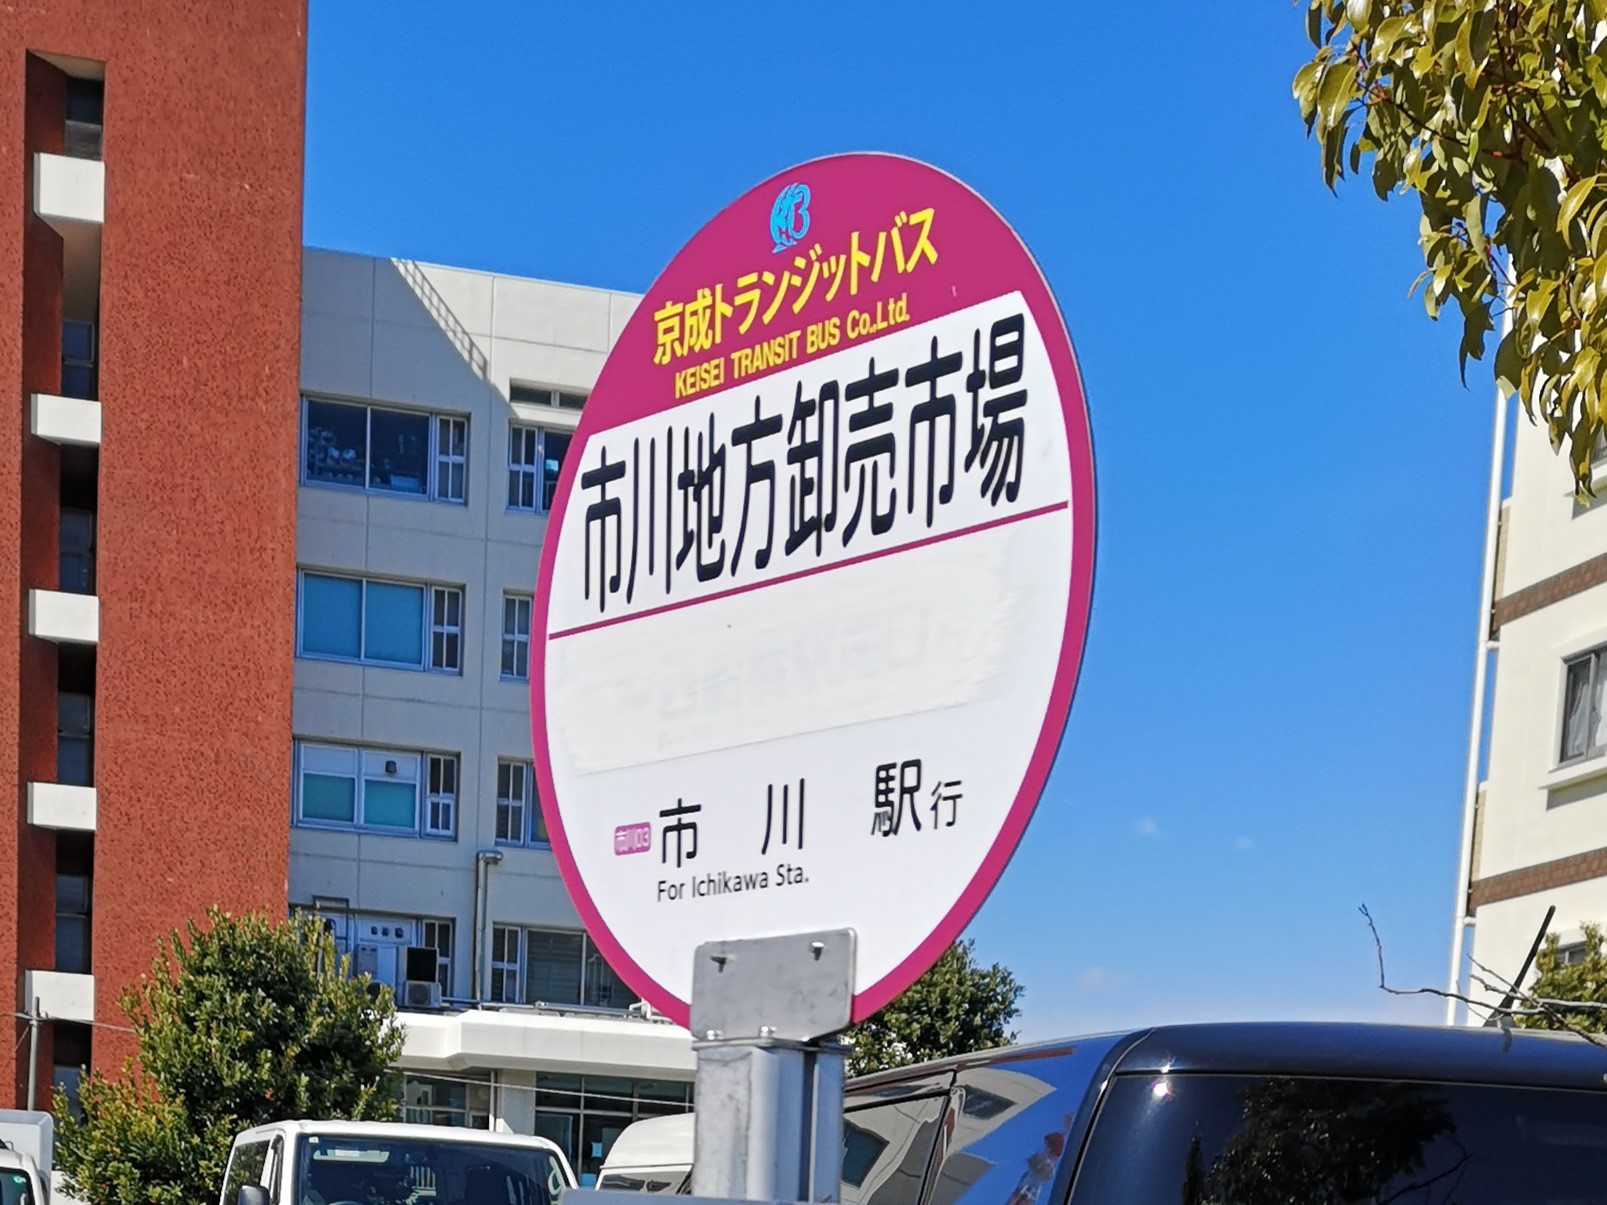 京成トランジットバス
KEISEI TRANSIT BUS Co.,Ltd.
市川地方卸売市場
市川03 市川駅行
For Ichikawa Sta.